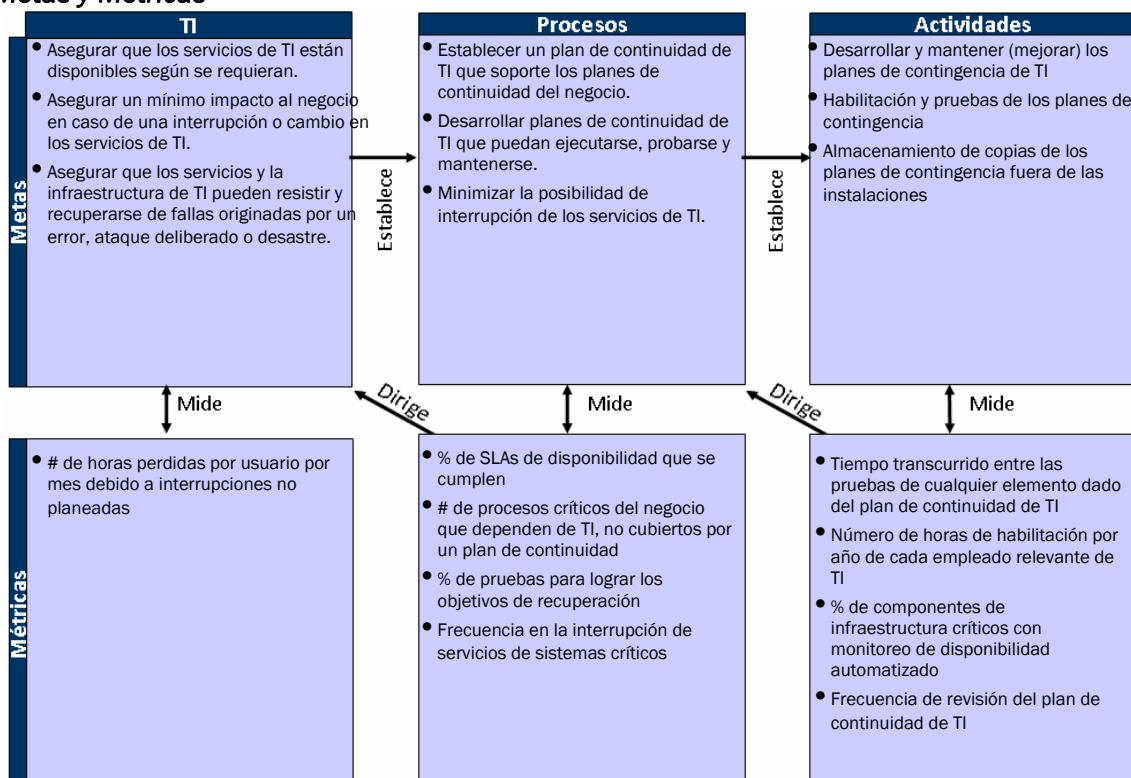 Metas y Métricas
TI
Procesos
Actividades
Metas
• Asegurar que los servicios de TI están
disponibles según se requieran.
• Asegurar un mínimo impacto al negocio
en caso de una interrupción o cambio en
los servicios de TI.
• Asegurar que los servicios y la
infraestructura de TI pueden resistir y
recuperarse de fallas originadas por un
error, ataque deliberado o desastre.
Establece
• Establecer un plan de continuidad de
TI que soporte los planes de
continuidad del negocio.
• Desarrollar planes de continuidad de
TI que puedan ejecutarse, probarse y
mantenerse.
• Minimizar la posibilidad de
interrupción de los servicios de TI.
Establece
• Desarrollar y mantener (mejorar) los
planes de contingencia de TI
• Habilitación y pruebas de los planes de
contingencia
• Almacenamiento de copias de los
planes de contingencia fuera de las
instalaciones
Mide
Dirige
Mide
Dirige
Mide
Métricas
• # de horas perdidas por usuario por
mes debido a interrupciones no
planeadas
• % de SLAs de disponibilidad que se
cumplen
• # de procesos críticos del negocio
que dependen de TI, no cubiertos por
un plan de continuidad
• % de pruebas para lograr los
objetivos de recuperación
• Frecuencia en la interrupción de
servicios de sistemas críticos
• Tiempo transcurrido entre las
pruebas de cualquier elemento dado
del plan de continuidad de TI
• Número de horas de habilitación por
año de cada empleado relevante de
TI
• % de componentes de
infraestructura críticos con
monitoreo de disponibilidad
automatizado
• Frecuencia de revisión del plan de
continuidad de TI